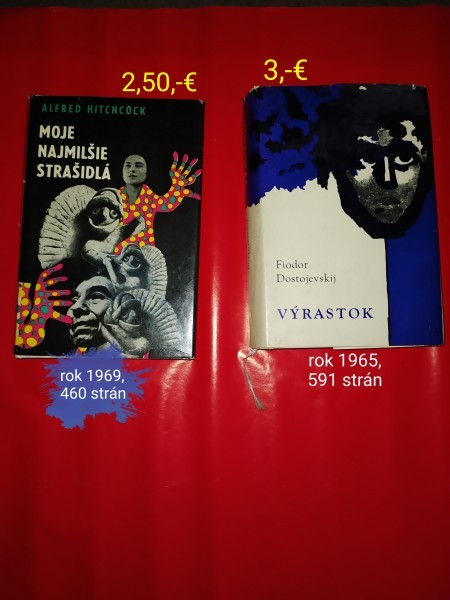 2,50,-€
3,-€
ALFRED HITCHCOCK
MOJE
NAJMILŠIE
STRAŠIDLÁ
Fiodor
Dostojevskij
VÝRASTOK
rok 1969,
460 strán
rok 1965,
591 strán